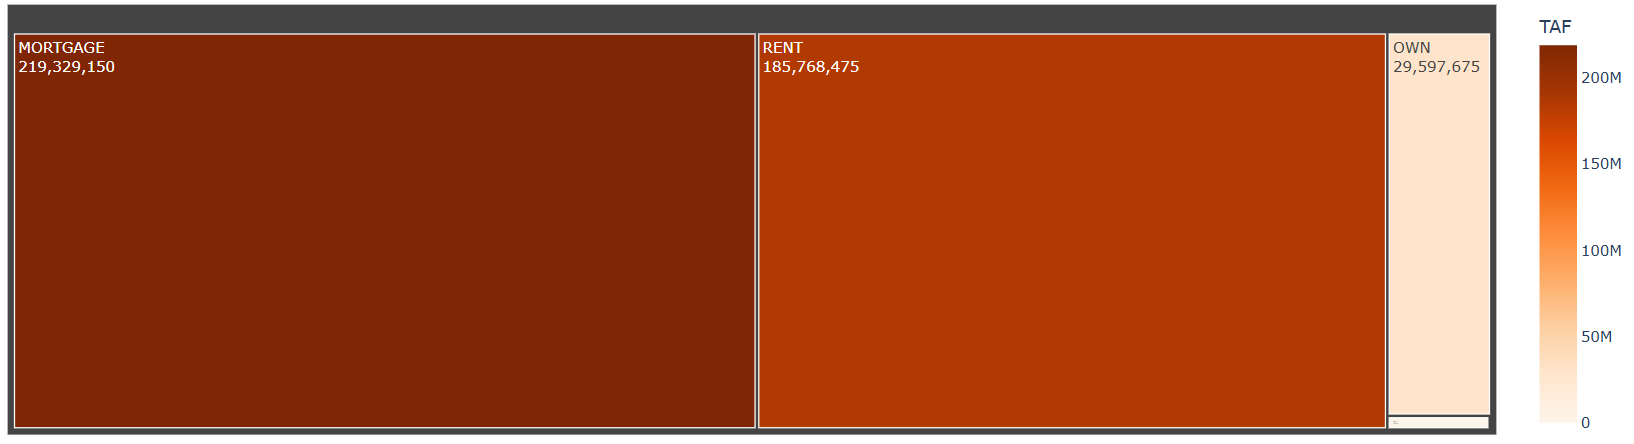 MORTGAGE
219,329,150
RENT
185,768,475
OWN
29,597,675
TAF
200M
150M
100M
50M
0